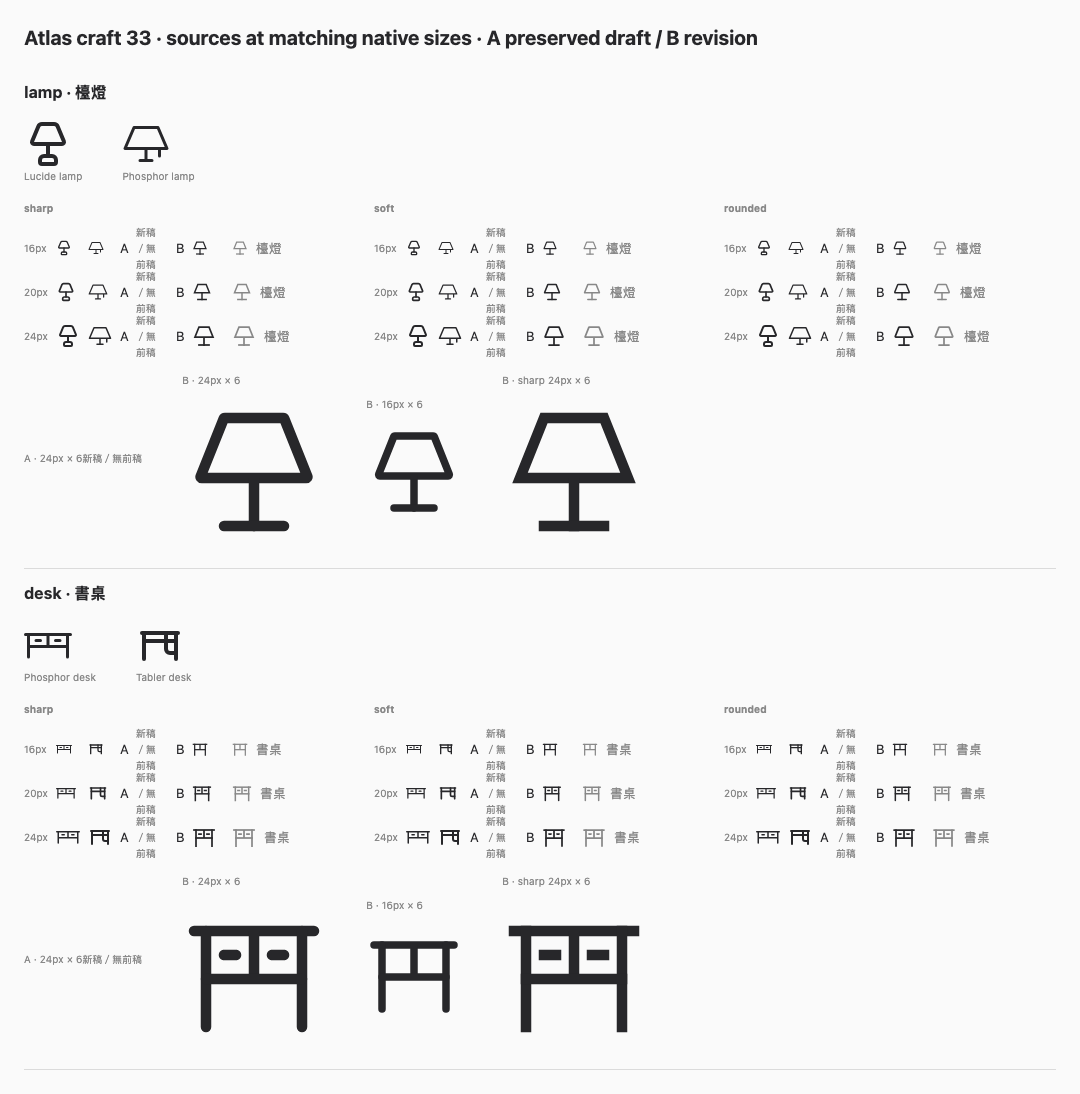 Atlas craft 33 · sources at matching native sizes · A preserved draft / B revision
lamp · 檯燈
Lucide lamp
Phosphor lamp
sharp
16px A 新稿 / 無前稿 B 檯燈
20px A 新稿 / 無前稿 B 檯燈
24px A 新稿 / 無前稿 B 檯燈
soft
16px A 新稿 / 無前稿 B 檯燈
20px A 新稿 / 無前稿 B 檯燈
24px A 新稿 / 無前稿 B 檯燈
rounded
16px A 新稿 / 無前稿 B 檯燈
20px A 新稿 / 無前稿 B 檯燈
24px A 新稿 / 無前稿 B 檯燈
A · 24px × 6新稿 / 無前稿
B · 24px × 6
B · 16px × 6
B · sharp 24px × 6
desk · 書桌
Phosphor desk
Tabler desk
sharp
16px A 新稿 / 無前稿 B 書桌
20px A 新稿 / 無前稿 B 書桌
24px A 新稿 / 無前稿 B 書桌
soft
16px A 新稿 / 無前稿 B 書桌
20px A 新稿 / 無前稿 B 書桌
24px A 新稿 / 無前稿 B 書桌
rounded
16px A 新稿 / 無前稿 B 書桌
20px A 新稿 / 無前稿 B 書桌
24px A 新稿 / 無前稿 B 書桌
A · 24px × 6新稿 / 無前稿
B · 24px × 6
B · 16px × 6
B · sharp 24px × 6